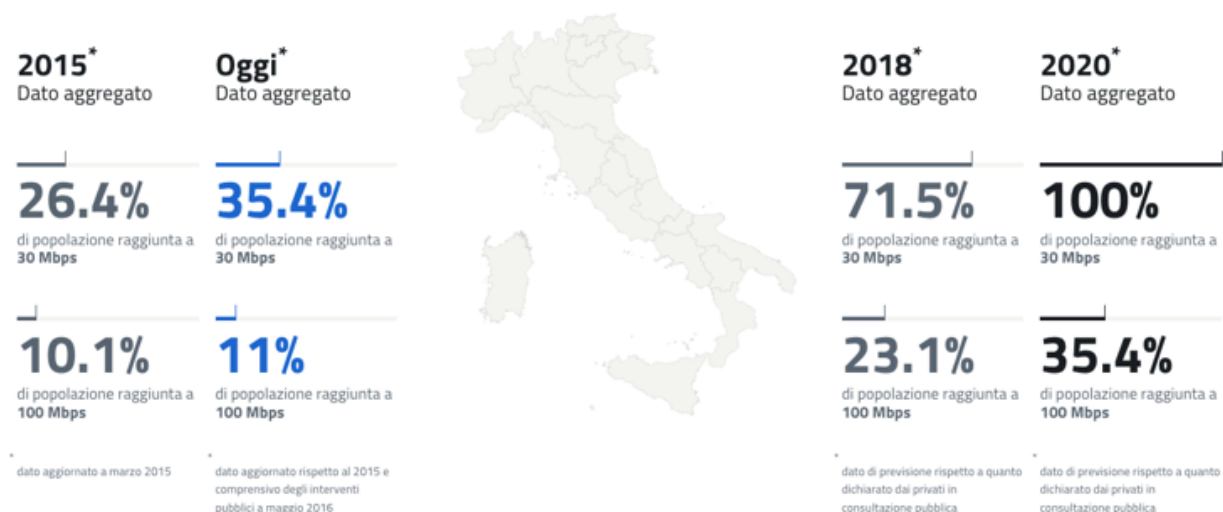 2015*
Dato aggregato
26.4%
di popolazione raggiunta a
30 Mbps
10.1%
di popolazione raggiunta a
100 Mbps
*
dato aggiornato a marzo 2015
Oggi*
Dato aggregato
35.4%
di popolazione raggiunta a
30 Mbps
11%
di popolazione raggiunta a
100 Mbps
*
dato aggiornato rispetto al 2015 e
comprensivo degli interventi
pubblici a maggio 2016
2018*
Dato aggregato
71.5%
di popolazione raggiunta a
30 Mbps
23.1%
di popolazione raggiunta a
100 Mbps
*
dato di previsione rispetto a quanto
dichiarato dai privati in
consultazione pubblica
2020*
Dato aggregato
100%
di popolazione raggiunta a
30 Mbps
35.4%
di popolazione raggiunta a
100 Mbps
*
dato di previsione rispetto a quanto
dichiarato dai privati in
consultazione pubblica